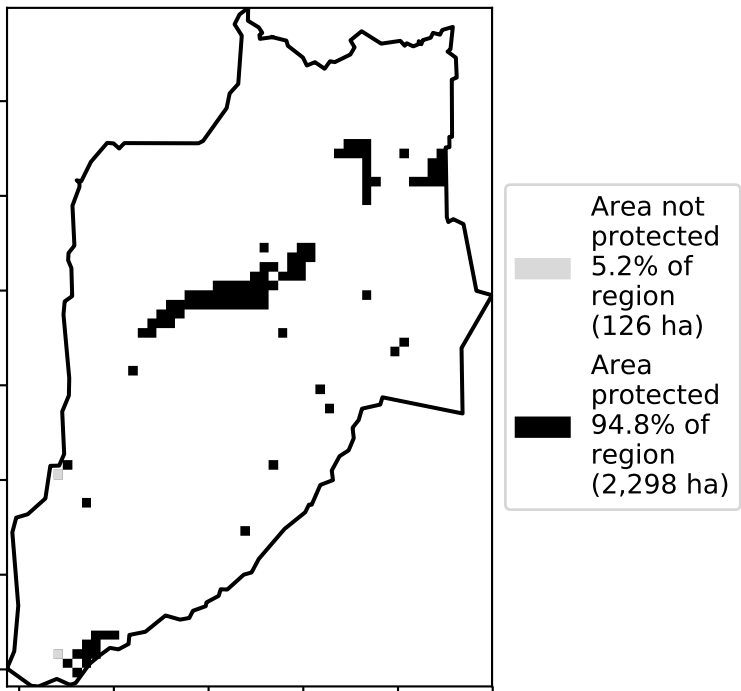 Area not
protected
5.2% of
region
(126 ha)
Area
protected
94.8% of
region
(2,298 ha)